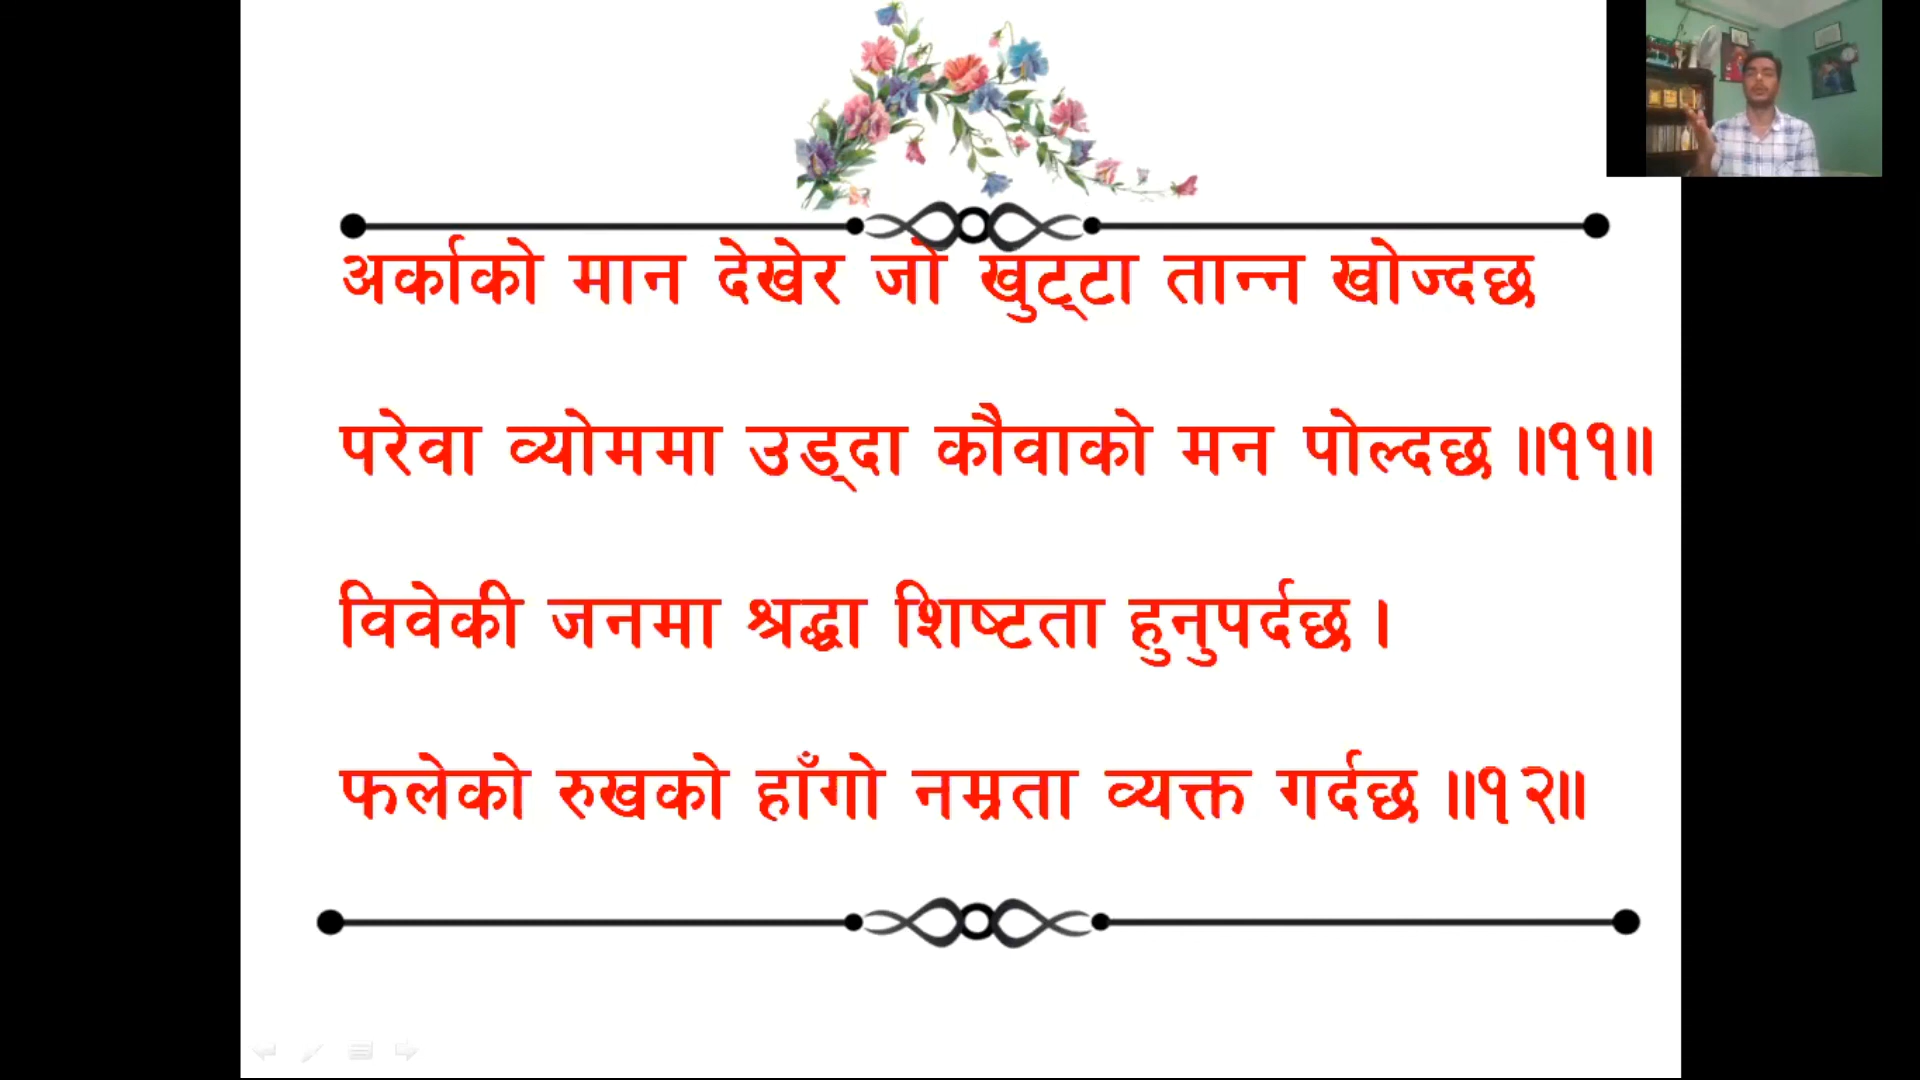 अर्काको मान देखेर जो खुट्‌टा तान्न खोज्दछ
परेवा व्योममा उड्‌दा कौवाको मन पोल्दछ ॥११॥
विवेकी जनमा श्रद्धा शिष्टता हुनुपर्दछ ।
फलेको रुखको हाँगो नम्रता व्यक्त गर्दछ ॥१२॥